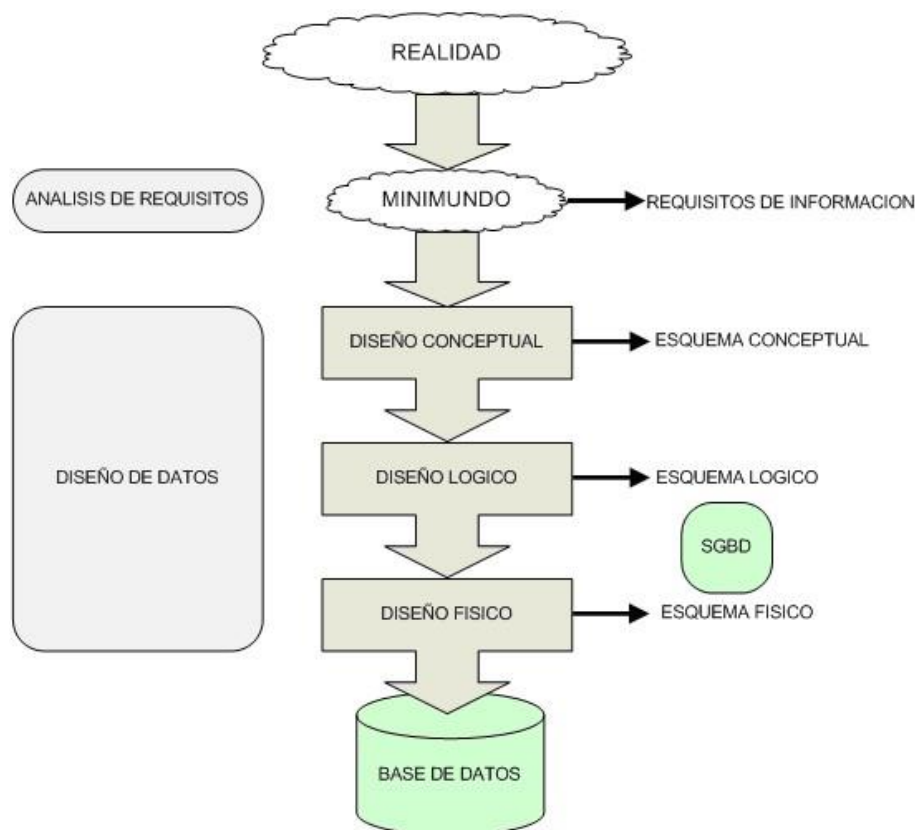 REALIDAD
ANALISIS DE REQUISITOS
MINIMUNDO
REQUISITOS DE INFORMACION
DISEÑO DE DATOS
DISEÑO CONCEPTUAL
ESQUEMA CONCEPTUAL
DISEÑO LOGICO
ESQUEMA LOGICO
SGBD
DISEÑO FISICO
ESQUEMA FISICO
BASE DE DATOS